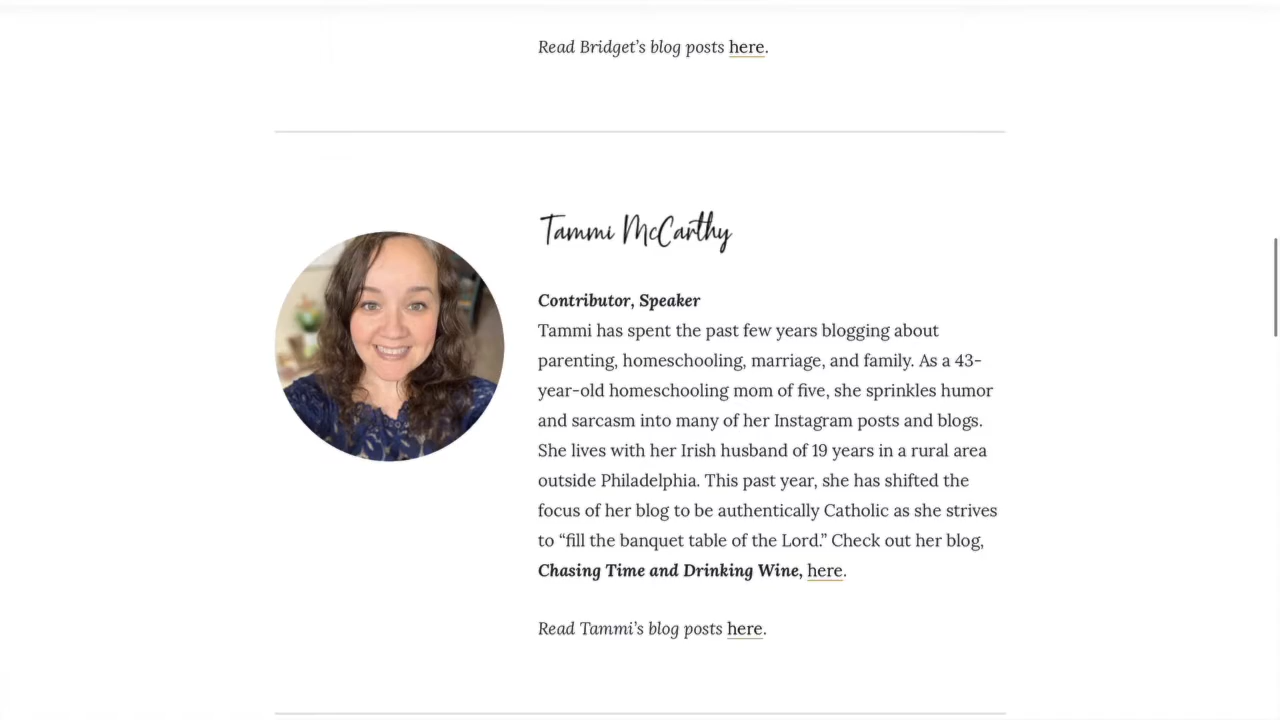 Read Bridget’s blog posts here.
Tammi McCarthy
Contributor, Speaker
Tammi has spent the past few years blogging about
parenting, homeschooling, marriage, and family. As a 43-
year-old homeschooling mom of five, she sprinkles humor
and sarcasm into many of her Instagram posts and blogs.
She lives with her Irish husband of 19 years in a rural area
outside Philadelphia. This past year, she has shifted the
focus of her blog to be authentically Catholic as she strives
to “fill the banquet table of the Lord.” Check out her blog,
Chasing Time and Drinking Wine, here.
Read Tammi’s blog posts here.